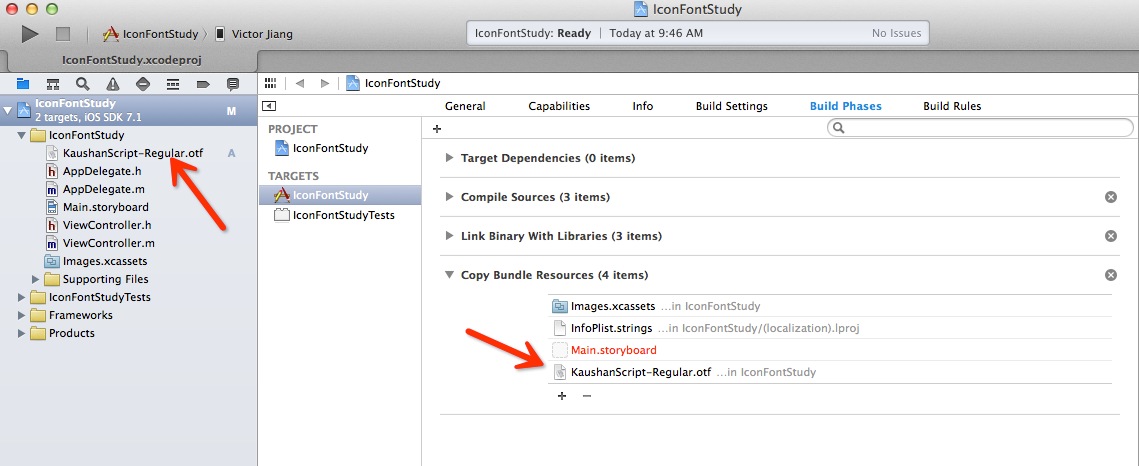 IconFontStudy
IconFontStudy Victor Jiang
IconFontStudy: Ready | Today at 9:46 AM No Issues
IconFontStudy.xcodeproj
IconFontStudy
2 targets, iOS SDK 7.1 M
IconFontStudy
KaushanScript-Regular.otf A
AppDelegate.h
AppDelegate.m
Main.storyboard
ViewController.h
ViewController.m
Images.xcassets
Supporting Files
IconFontStudyTests
Frameworks
Products
IconFontStudy
General Capabilities Info Build Settings Build Phases Build Rules
PROJECT
IconFontStudy
TARGETS
IconFontStudy
IconFontStudyTests
+
Target Dependencies (0 items)
Compile Sources (3 items)
Link Binary With Libraries (3 items)
Copy Bundle Resources (4 items)
Images.xcassets ...in IconFontStudy
InfoPlist.strings ...in IconFontStudy/(localization).lproj
Main.storyboard
KaushanScript-Regular.otf ...in IconFontStudy
+ −